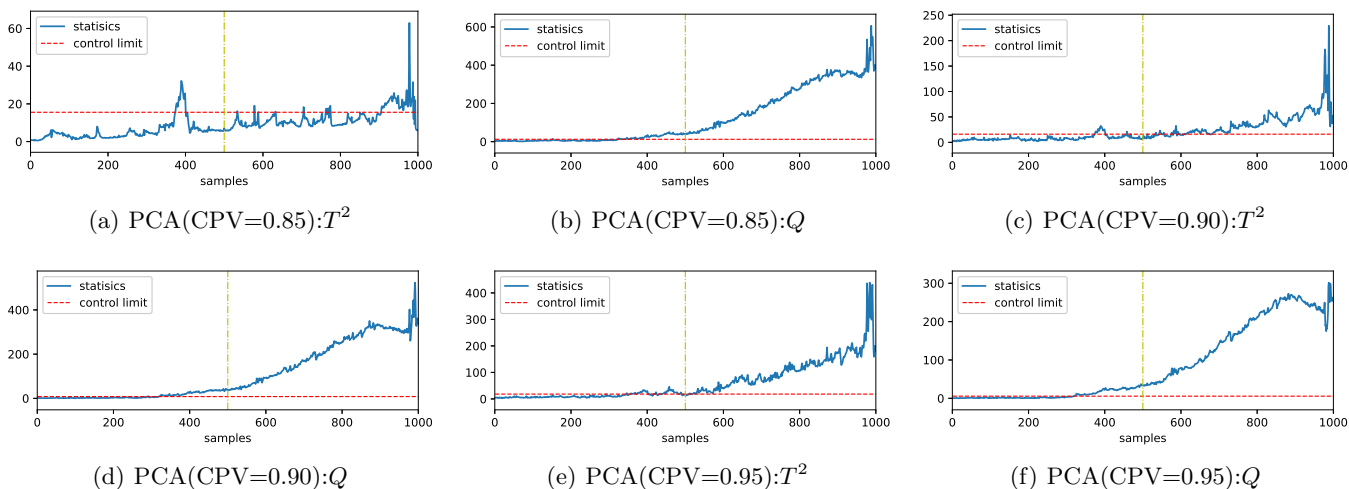 60
40
20
0
statisics
control limit
0 200 400 600 800 1000
samples
(a) PCA(CPV=0.85):T²
600
400
200
0
statisics
control limit
0 200 400 600 800 1000
samples
(b) PCA(CPV=0.85):Q
250
200
150
100
50
0
statisics
control limit
0 200 400 600 800 1000
samples
(c) PCA(CPV=0.90):T²
400
200
0
statisics
control limit
0 200 400 600 800 1000
samples
(d) PCA(CPV=0.90):Q
400
300
200
100
0
statisics
control limit
0 200 400 600 800 1000
samples
(e) PCA(CPV=0.95):T²
300
200
100
0
statisics
control limit
0 200 400 600 800 1000
samples
(f) PCA(CPV=0.95):Q